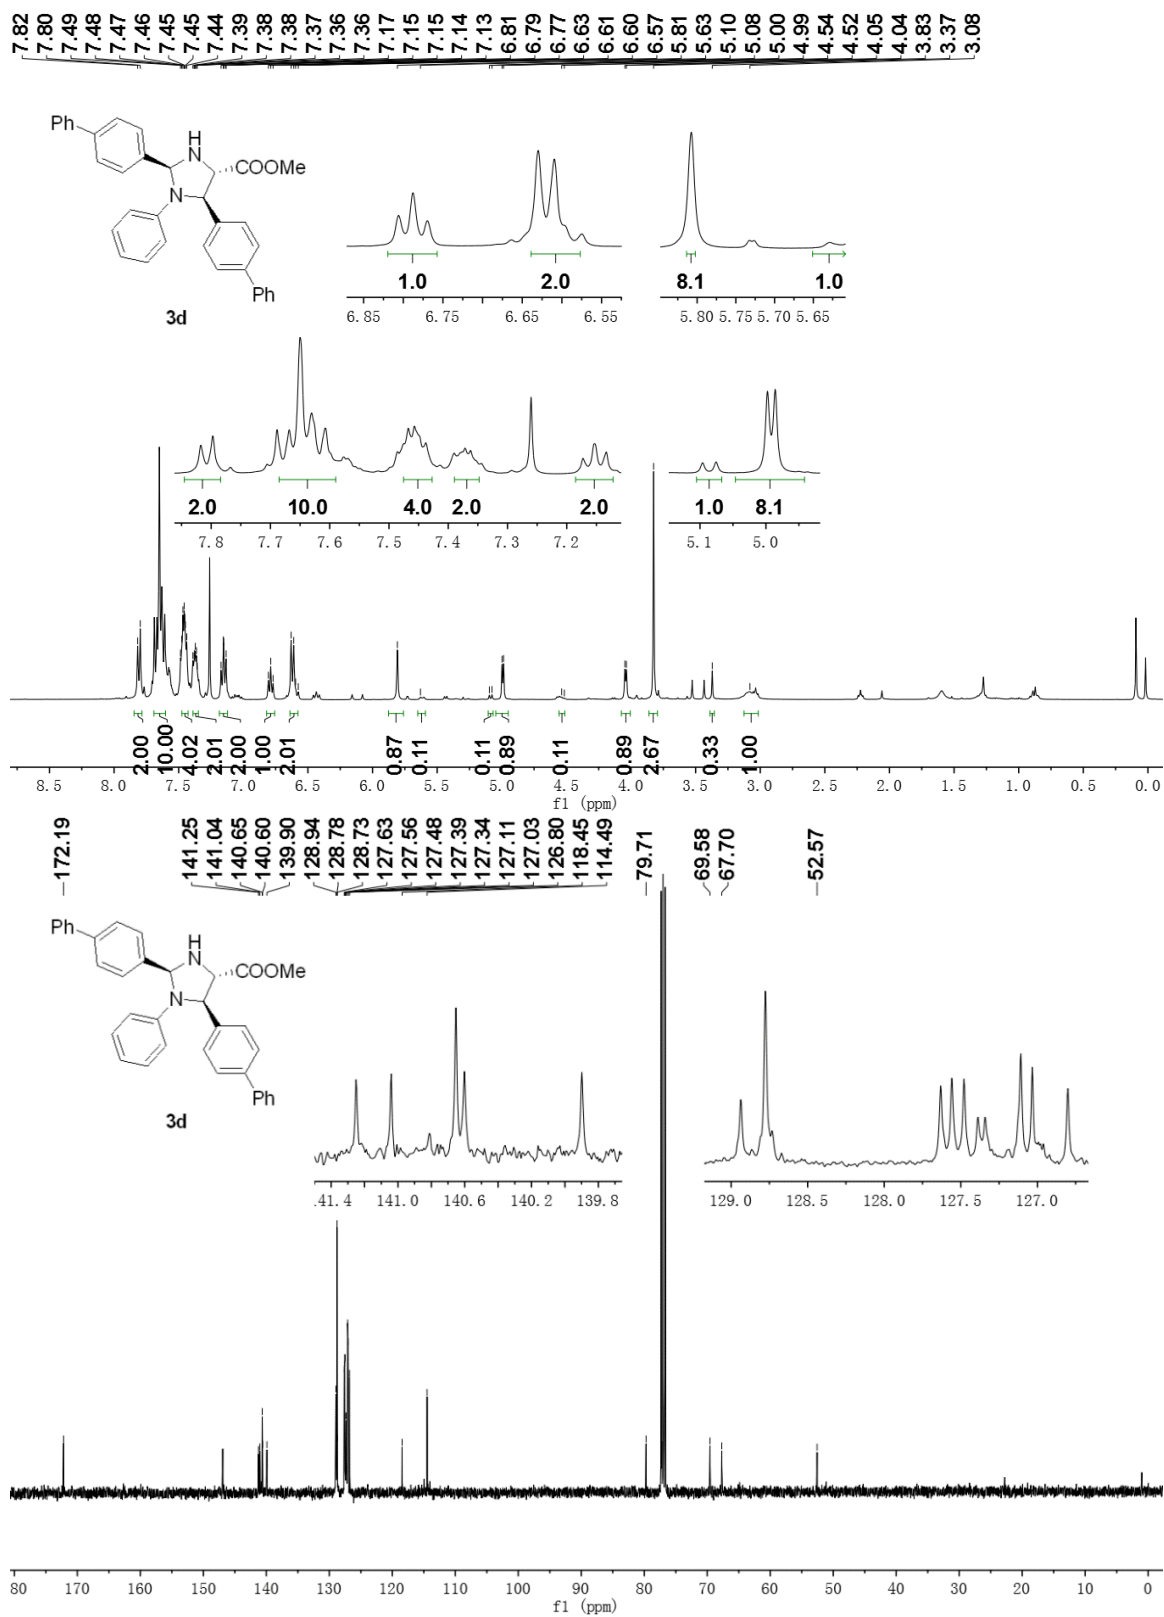 7.82 7.80 7.49 7.48 7.47 7.46 7.45 7.45 7.44 7.39 7.38 7.38 7.37 7.36 7.36 7.17 7.15 7.15 7.14 7.13 6.81 6.79 6.77 6.63 6.61 6.60 6.57 5.81 5.63 5.10 5.08 5.00 4.99 4.54 4.52 4.05 4.04 3.83 3.37 3.08
Ph
H
N
COOMe
N
Ph
3d
1.0 2.0 8.1 1.0
6.85 6.75 6.65 6.55 5.80 5.75 5.70 5.65
2.0 10.0 4.0 2.0 2.0 1.0 8.1
7.8 7.7 7.6 7.5 7.4 7.3 7.2 5.1 5.0
2.00 10.00 4.02 2.01 2.00 1.00 2.01 0.87 0.11 0.11 0.89 0.11 0.89 2.67 0.33 1.00
8.5 8.0 7.5 7.0 6.5 6.0 5.5 5.0 4.5 4.0 3.5 3.0 2.5 2.0 1.5 1.0 0.5 0.0
f1 (ppm)
172.19 141.25 141.04 140.65 140.60 139.90 128.94 128.78 128.73 127.63 127.56 127.48 127.39 127.34 127.11 127.03 126.80 118.45 114.49 79.71 69.58 67.70 52.57
Ph
H
N
COOMe
N
Ph
3d
.41.4 141.0 140.6 140.2 139.8 129.0 128.5 128.0 127.5 127.0
80 170 160 150 140 130 120 110 100 90 80 70 60 50 40 30 20 10 0
f1 (ppm)